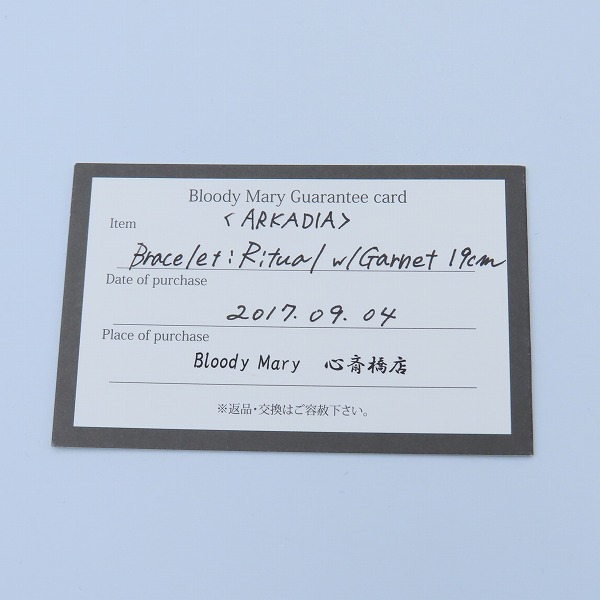 Bloody Mary Guarantee card
Item <ARKADIA>
Bracelet:Ritual w/Garnet 19cm
Date of purchase
2017.09.04
Place of purchase
Bloody Mary 心斉橋店
※返品・交換はご容赦下さい。